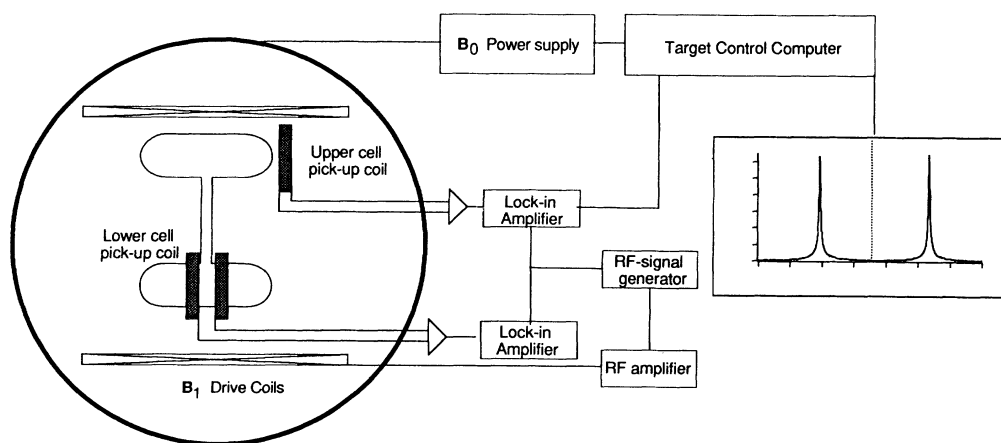 B0 Power supply
Target Control Computer
Upper cell
pick-up coil
Lock-in
Amplifier
Lower cell
pick-up coil
RF-signal
generator
Lock-in
Amplifier
RF amplifier
B1 Drive Coils